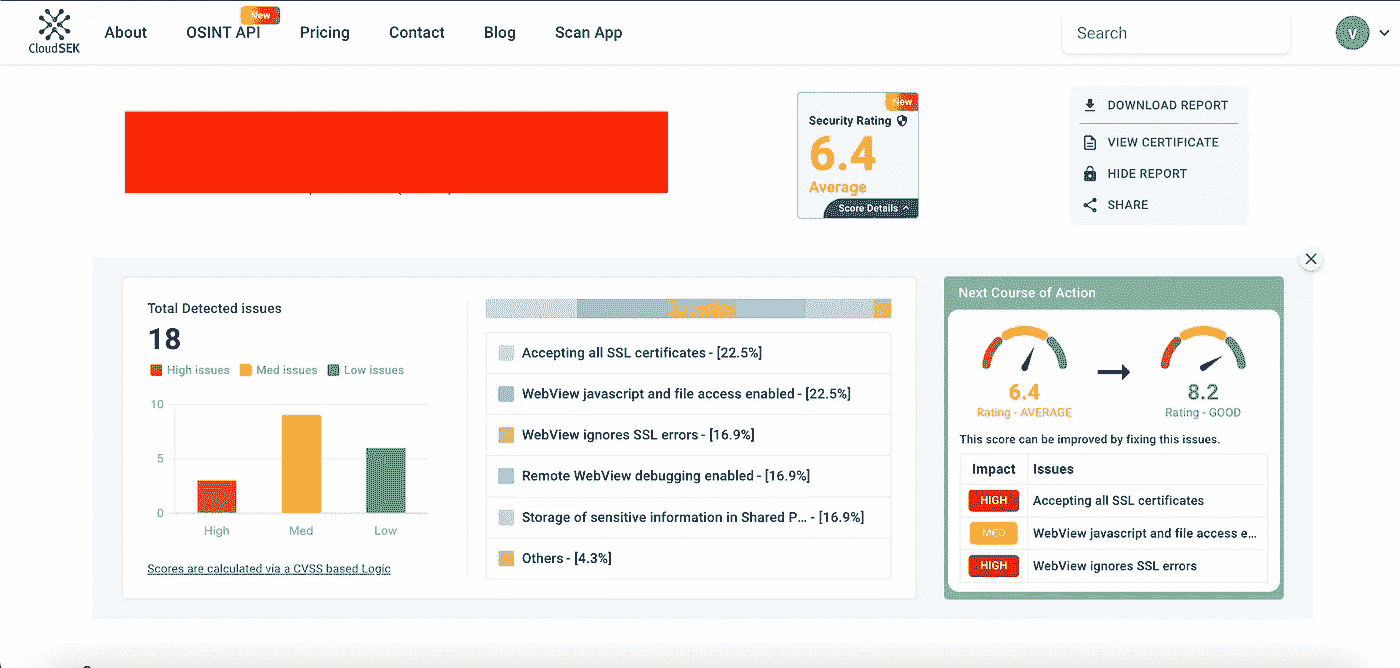 New
CloudSEK
About
OSINT API
Pricing
Contact
Blog
Scan App
Search
V
New
Security Rating
6.4
Average
Score Details
DOWNLOAD REPORT
VIEW CERTIFICATE
HIDE REPORT
SHARE
Total Detected issues
18
High issues
Med issues
Low issues
10
5
0
High
Med
Low
Scores are calculated via a CVSS based Logic
Accepting all SSL certificates - [22.5%]
WebView javascript and file access enabled - [22.5%]
WebView ignores SSL errors - [16.9%]
Remote WebView debugging enabled - [16.9%]
Storage of sensitive information in Shared P... - [16.9%]
Others - [4.3%]
Next Course of Action
6.4
Rating - AVERAGE
8.2
Rating - GOOD
This score can be improved by fixing this issues.
Impact
Issues
HIGH
Accepting all SSL certificates
MED
WebView javascript and file access e...
HIGH
WebView ignores SSL errors